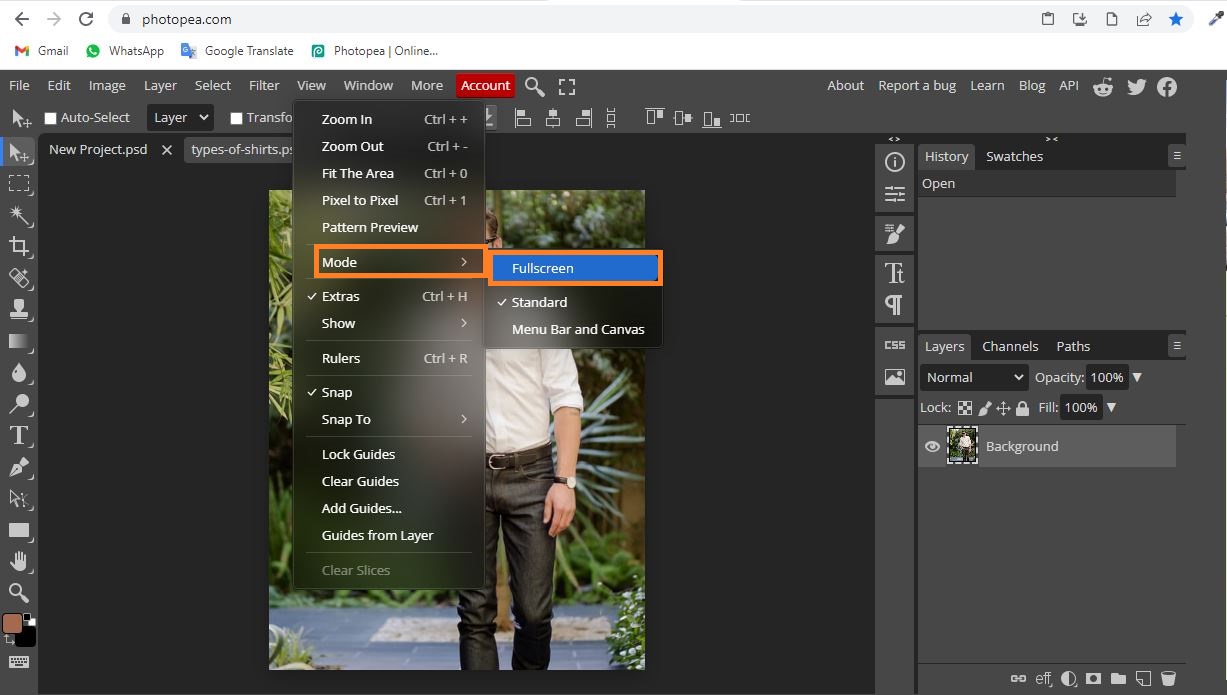 photopea.com
Gmail WhatsApp Google Translate Photopea | Online...
File Edit Image Layer Select Filter View Window More Account About Report a bug Learn Blog API
Auto-Select Layer Transfo
New Project.psd types-of-shirts.ps
Zoom In Ctrl + +
Zoom Out Ctrl + -
Fit The Area Ctrl + 0
Pixel to Pixel Ctrl + 1
Pattern Preview
Mode >
Fullscreen
Standard
Menu Bar and Canvas
Extras Ctrl + H
Show >
Rulers Ctrl + R
Snap
Snap To >
Lock Guides
Clear Guides
Add Guides...
Guides from Layer
Clear Slices
< > > <
History Swatches
Open
CSS
Layers Channels Paths
Normal Opacity: 100%
Lock: Fill: 100%
Background
eff